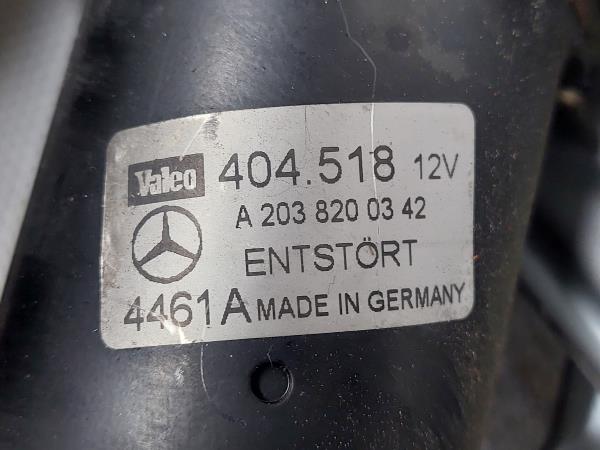 Valeo 404.518 12V
A 203 820 03 42
ENTSTÖRT
4461A MADE IN GERMANY